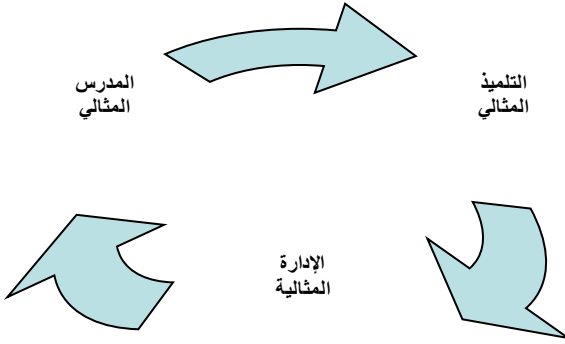 التلميذ
المثالي
المدرس
المثالي
الإدارة
المثالية